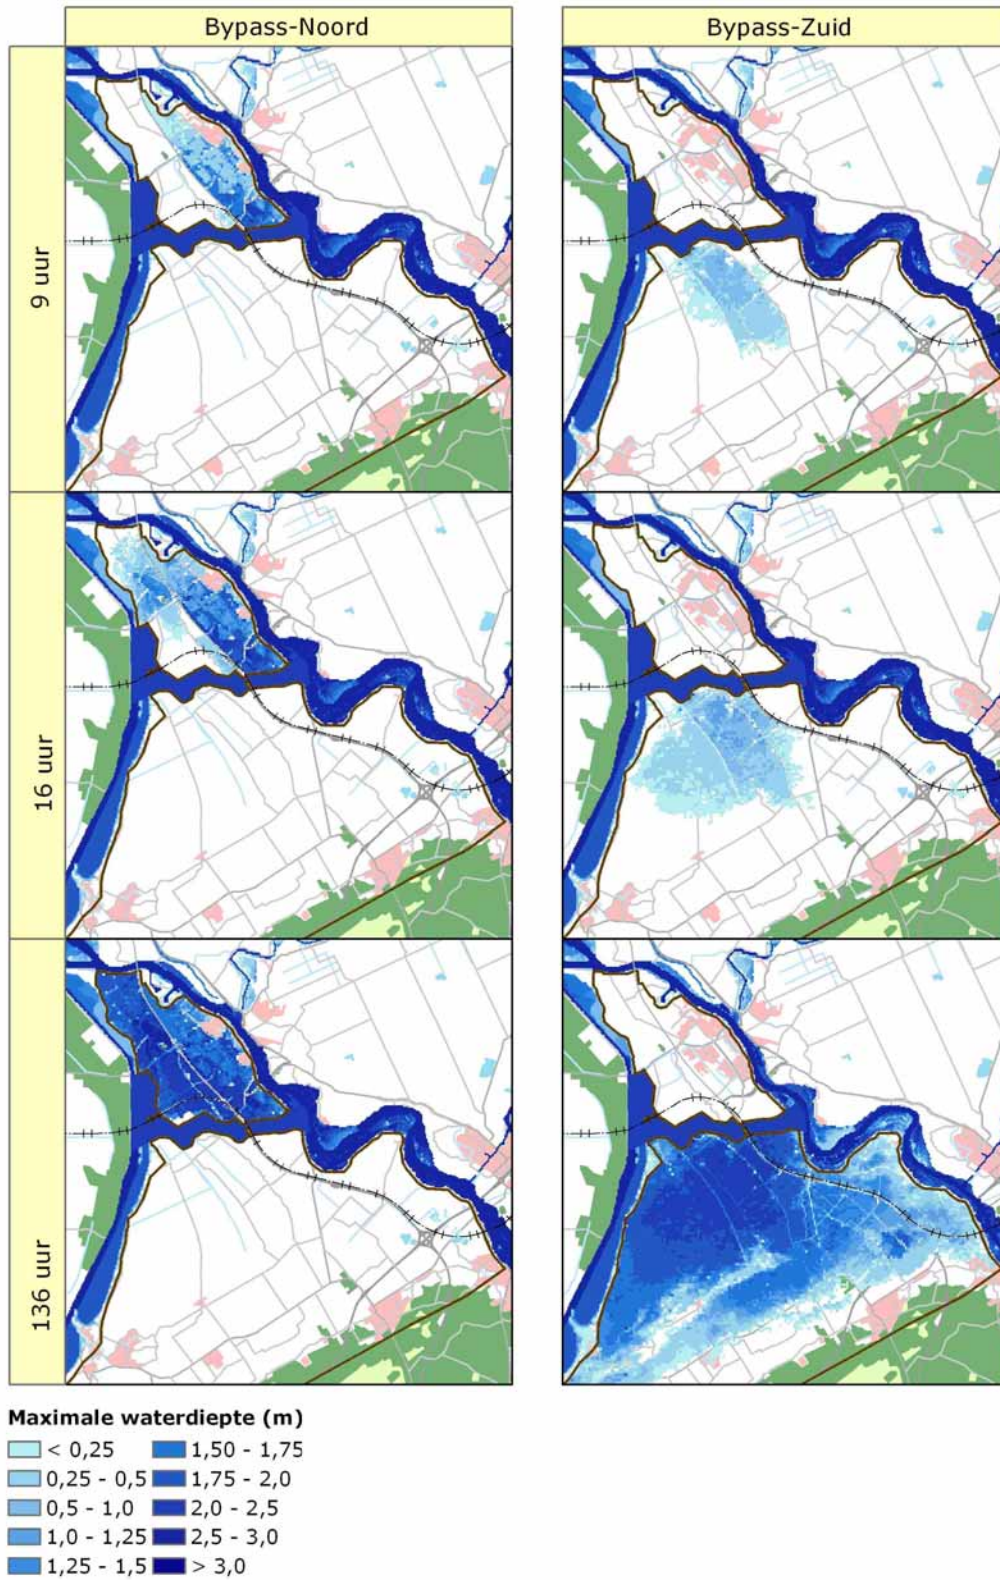 Bypass-Noord
Bypass-Zuid
9 uur
16 uur
136 uur
Maximale waterdiepte (m)
< 0,25
0,25 - 0,5
0,5 - 1,0
1,0 - 1,25
1,25 - 1,5
1,50 - 1,75
1,75 - 2,0
2,0 - 2,5
2,5 - 3,0
> 3,0